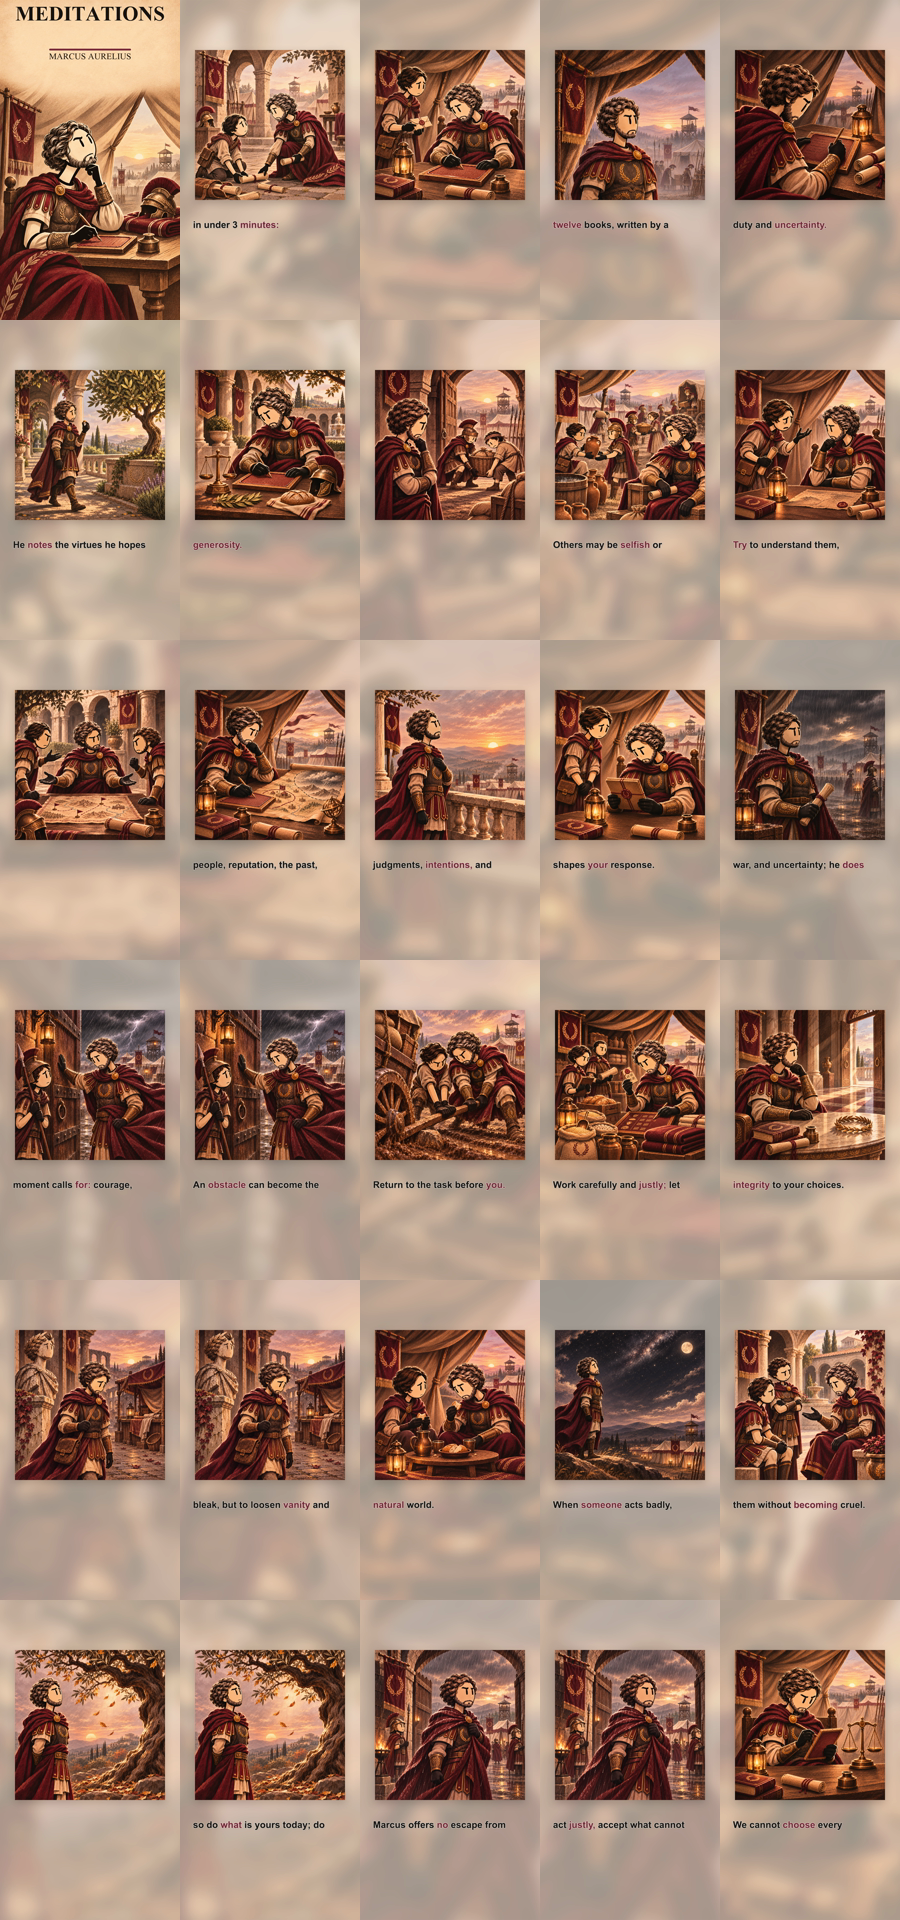 MEDITATIONS
MARCUS AURELIUS
in under 3 minutes:
twelve books, written by a
duty and uncertainty.
He notes the virtues he hopes
generosity.
Others may be selfish or
Try to understand them,
people, reputation, the past,
judgments, intentions, and
shapes your response.
war, and uncertainty; he does
moment calls for: courage,
An obstacle can become the
Return to the task before you.
Work carefully and justly; let
integrity to your choices.
bleak, but to loosen vanity and
natural world.
When someone acts badly,
them without becoming cruel.
so do what is yours today; do
Marcus offers no escape from
act justly, accept what cannot
We cannot choose every